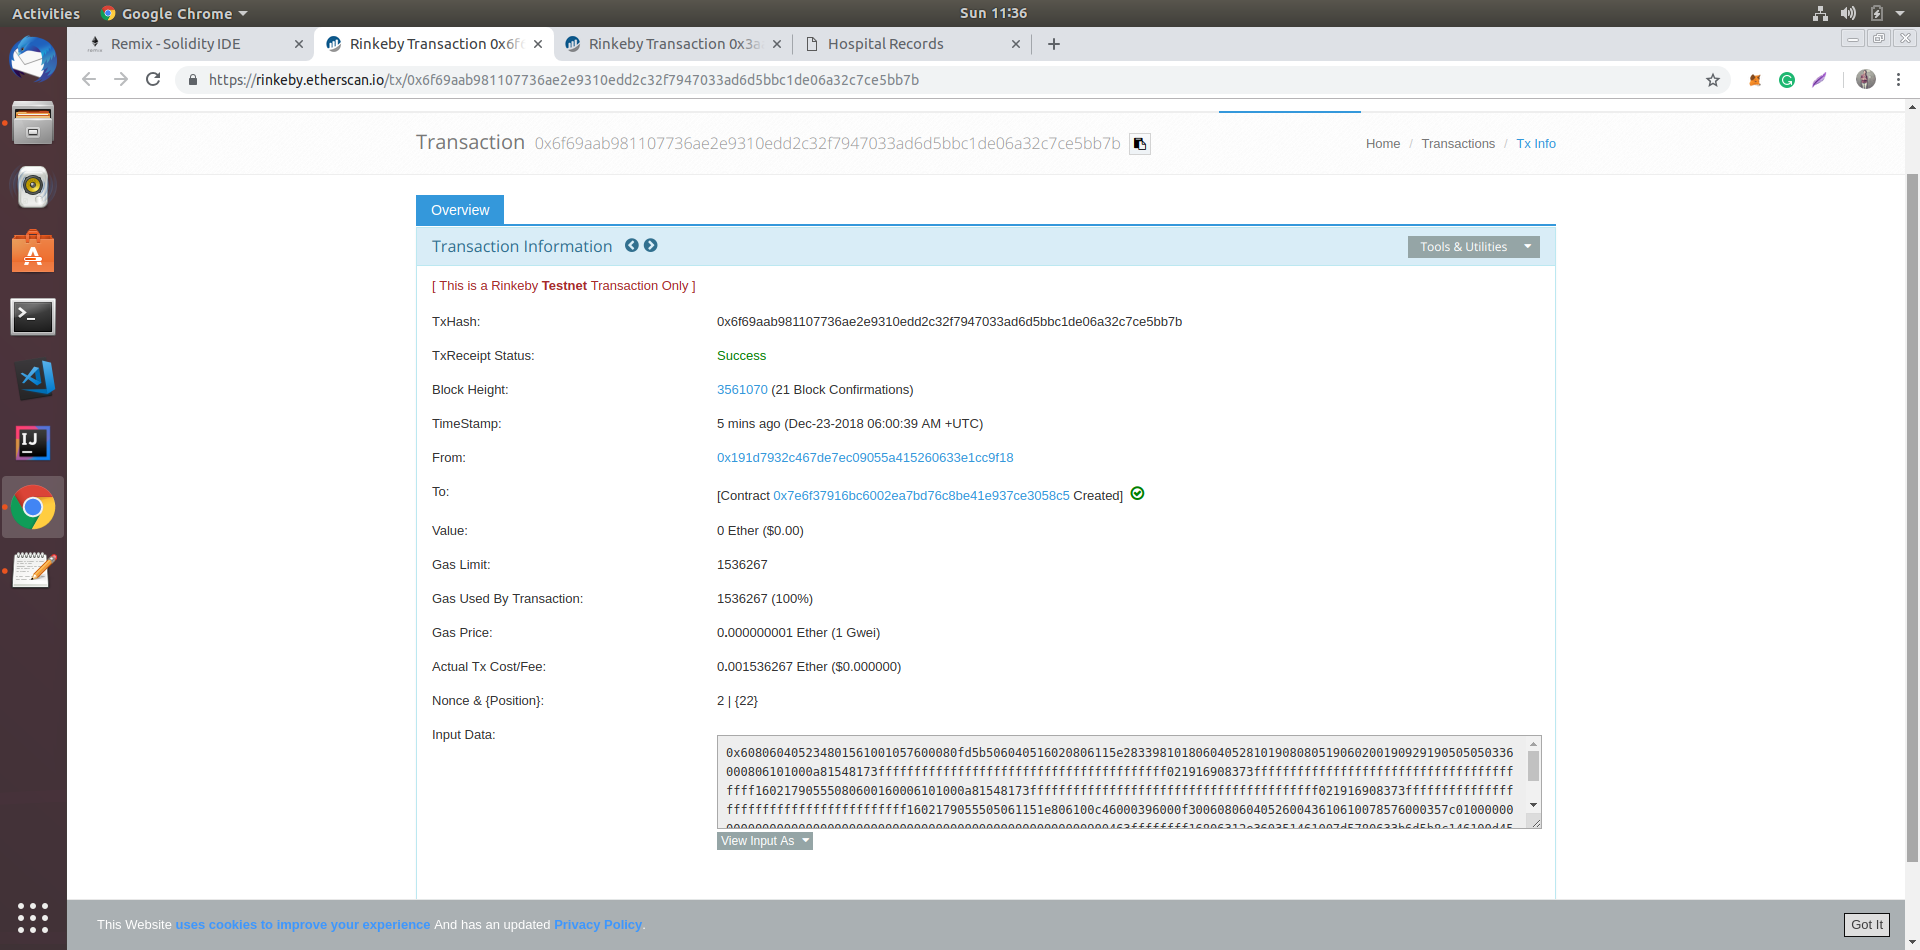 Activities
Google Chrome
Sun 11:36
Remix - Solidity IDE
Rinkeby Transaction 0x6f
Rinkeby Transaction 0x3a
Hospital Records
https://rinkeby.etherscan.io/tx/0x6f69aab981107736ae2e9310edd2c32f7947033ad6d5bbc1de06a32c7ce5bb7b
Transaction 0x6f69aab981107736ae2e9310edd2c32f7947033ad6d5bbc1de06a32c7ce5bb7b
Home / Transactions / Tx Info
Overview
Transaction Information
Tools & Utilities
[ This is a Rinkeby Testnet Transaction Only ]
TxHash: 0x6f69aab981107736ae2e9310edd2c32f7947033ad6d5bbc1de06a32c7ce5bb7b
TxReceipt Status: Success
Block Height: 3561070 (21 Block Confirmations)
TimeStamp: 5 mins ago (Dec-23-2018 06:00:39 AM +UTC)
From: 0x191d7932c467de7ec09055a415260633e1cc9f18
To: [Contract 0x7e6f37916bc6002ea7bd76c8be41e937ce3058c5 Created]
Value: 0 Ether ($0.00)
Gas Limit: 1536267
Gas Used By Transaction: 1536267 (100%)
Gas Price: 0.000000001 Ether (1 Gwei)
Actual Tx Cost/Fee: 0.001536267 Ether ($0.000000)
Nonce & {Position}: 2 | {22}
Input Data:
0x608060405234801561001057600080fd5b506040516020806115e283398101806040528101908080519060200190929190505050336
000806101000a81548173ffffffffffffffffffffffffffffffffffffffff021916908373ffffffffffffffffffffffffffffffffffff
ffff160217905550806001600061010 00a81548173ffffffffffffffffffffffffffffffffffffffff021916908373fffffffffffffff
fffffffffffffffffffffffff1602179055505061151e806100c46000396000f300608060405260043610610078576000357c01000000
View Input As
This Website uses cookies to improve your experience And has an updated Privacy Policy.
Got It